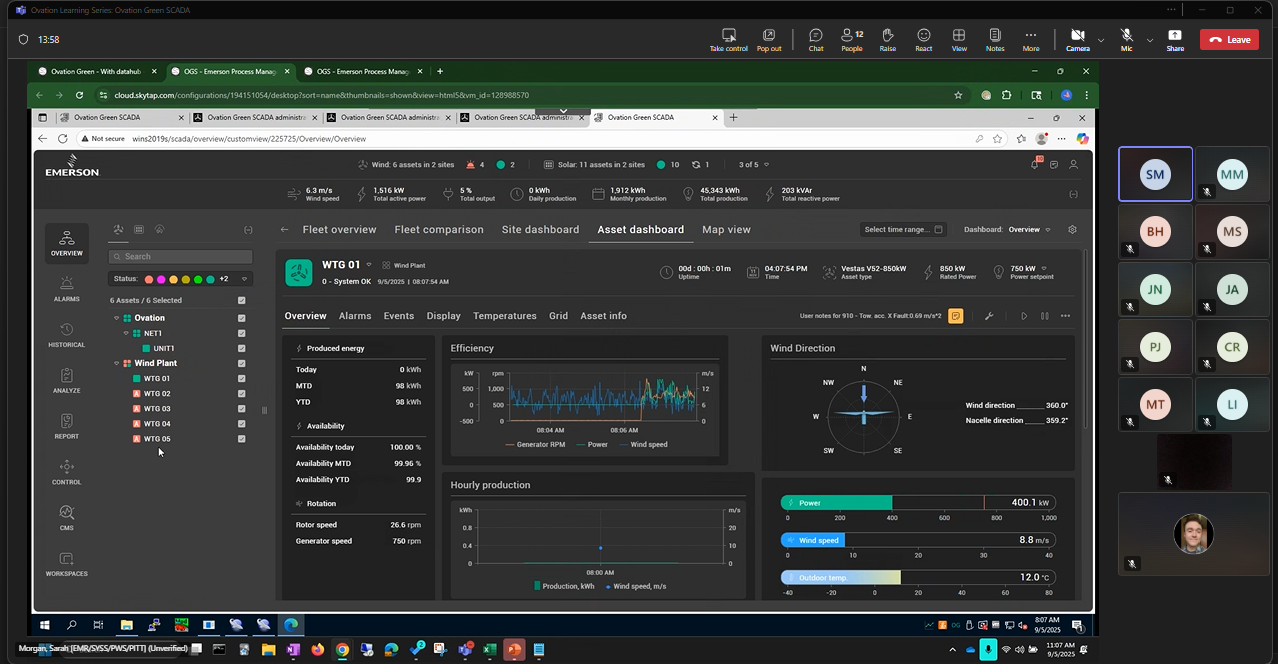 Ovation Learning Series: Ovation Green SCADA
13:58
Take control
Pop out
Chat
12
People
Raise
React
View
Notes
More
Camera
Mic
Share
Leave
Ovation Green - With datahub
OGS - Emerson Process Manag
OGS - Emerson Process Manag
cloud.skytap.com/configurations/194151054/desktop?sort=name&thumbnails=shown&view=html5&vm_id=128988570
Ovation Green SCADA
Ovation Green SCADA administra
Ovation Green SCADA administra
Ovation Green SCADA administra
Ovation Green SCADA
Not secure wins2019s/scada/overview/customview/225725/Overview/Overview
EMERSON
Wind: 6 assets in 2 sites 4 2
Solar: 11 assets in 2 sites 10 1
3 of 5
10
6.3 m/s
Wind speed
1,516 kW
Total active power
5 %
Total output
0 kWh
Daily production
1,912 kWh
Monthly production
45,343 kWh
Total production
203 kVAr
Total reactive power
OVERVIEW
ALARMS
HISTORICAL
ANALYZE
REPORT
CONTROL
CMS
WORKSPACES
Search
Status: +2
6 Assets / 6 Selected
Ovation
NET1
UNIT1
Wind Plant
WTG 01
WTG 02
WTG 03
WTG 04
WTG 05
Fleet overview
Fleet comparison
Site dashboard
Asset dashboard
Map view
Select time range...
Dashboard: Overview
WTG 01
Wind Plant
0 - System OK 9/5/2025 | 08:07:54 AM
00d : 00h : 01m
Uptime
04:07:54 PM
Time
Vestas V52-850kW
Asset type
850 kW
Rated Power
750 kW
Power setpoint
Overview
Alarms
Events
Display
Temperatures
Grid
Asset info
User notes for 910 - Tow. acc. X Fault:0.69 m/s^2
Produced energy
Today 0 kWh
MTD 98 kWh
YTD 98 kWh
Availability
Availability today 100.00 %
Availability MTD 99.96 %
Availability YTD 99.9
Rotation
Rotor speed 26.6 rpm
Generator speed 750 rpm
Efficiency
kW rpm m/s
500 1,000 12
0 500 6
-500 0 0
08:04 AM 08:06 AM
Generator RPM Power Wind speed
Hourly production
kWh m/s
0.8 20
0.4 10
0 0
08:00 AM
Production, kWh Wind speed, m/s
Wind Direction
N
NW NE
W E
SW SE
S
Wind direction 360.0°
Nacelle direction 359.2°
Power 400.1 kW
0 200 400 600 800 1,000
Wind speed 8.8 m/s
0 10 20 30 40
Outdoor temp. 12.0 °C
-40 -20 0 20 40 60 80
8:07 AM
9/5/2025
1
Morgan, Sarah [EMR/SYSS/PWS/PITT] (Unverified)
11:07 AM
9/5/2025
SM
MM
BH
MS
JN
JA
PJ
CR
MT
LI